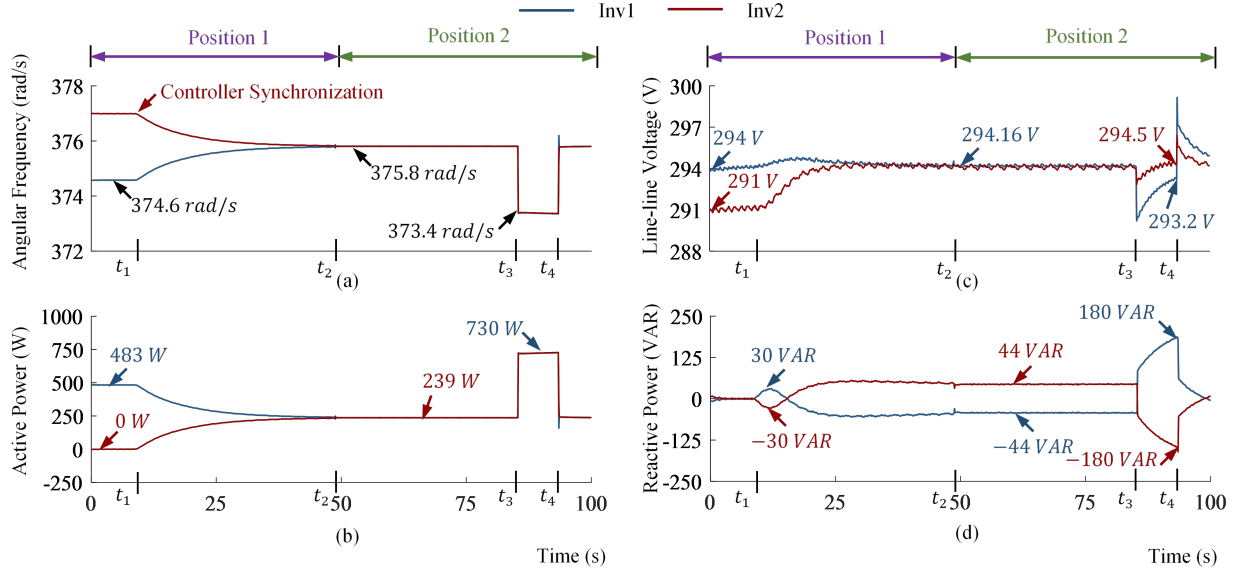 Inv1 Inv2
Position 1 Position 2
Angular Frequency (rad/s)
378
376
374
372
Controller Synchronization
374.6 rad/s
375.8 rad/s
373.4 rad/s
t1 t2 t3 t4
(a)
Position 1 Position 2
Line-line Voltage (V)
300
297
294
291
288
294 V
291 V
294.16 V
294.5 V
293.2 V
t1 t2 t3 t4
(c)
Active Power (W)
1000
750
500
250
0
-250
483 W
0 W
239 W
730 W
t1 t2 t3 t4
0 25 50 75 100
(b)
Time (s)
Reactive Power (VAR)
250
125
0
-125
-250
30 VAR
−30 VAR
44 VAR
−44 VAR
180 VAR
−180 VAR
t1 t2 t3 t4
0 25 50 75 100
(d)
Time (s)